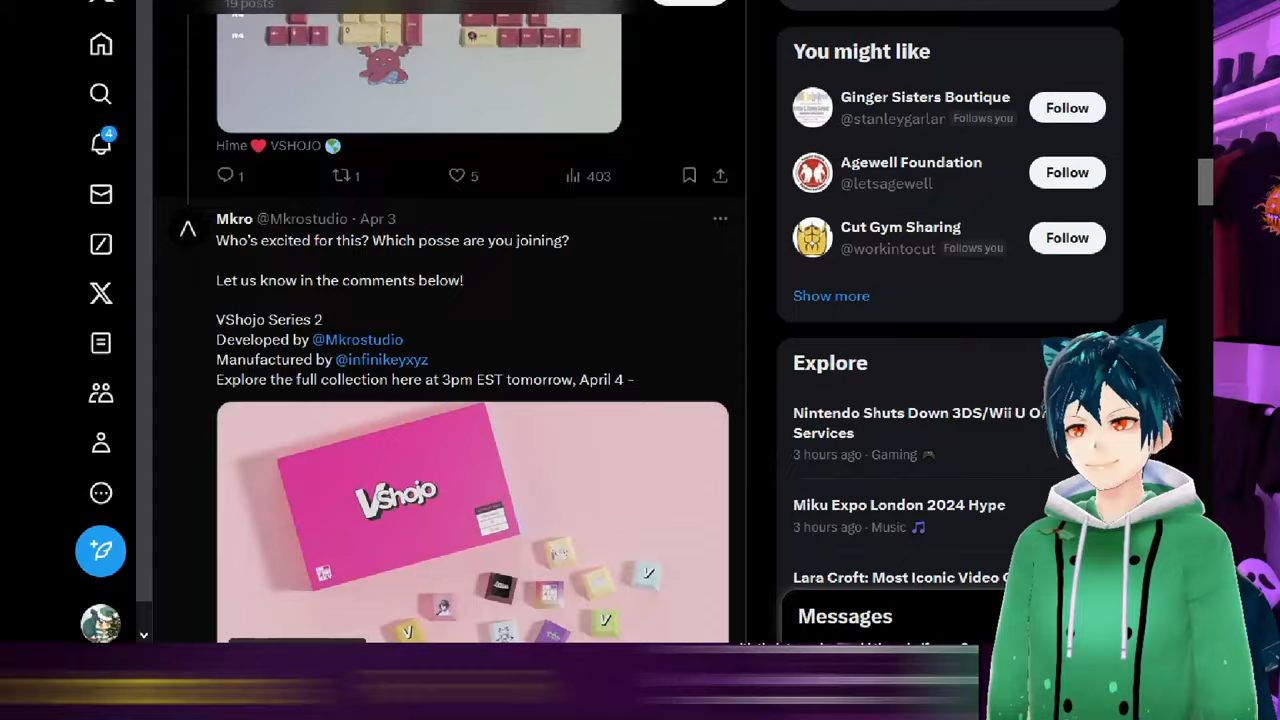 19 posts
R4
R4
Hime ❤️ VSHOJO 🌎
1
1
5
403
4
Mkro @Mkrostudio · Apr 3
Who's excited for this? Which posse are you joining?
Let us know in the comments below!
VShojo Series 2
Developed by @Mkrostudio
Manufactured by @infinikeyxyz
Explore the full collection here at 3pm EST tomorrow, April 4 -
VShojo
You might like
Ginger Sisters Boutique
@stanleygarlar Follows you
Follow
Agewell Foundation
@letsagewell
Follow
Cut Gym Sharing
@workintocut Follows you
Follow
Show more
Explore
Nintendo Shuts Down 3DS/Wii U
Services
3 hours ago · Gaming 🎮
Miku Expo London 2024 Hype
3 hours ago · Music 🎵
Lara Croft: Most Iconic Video
Messages